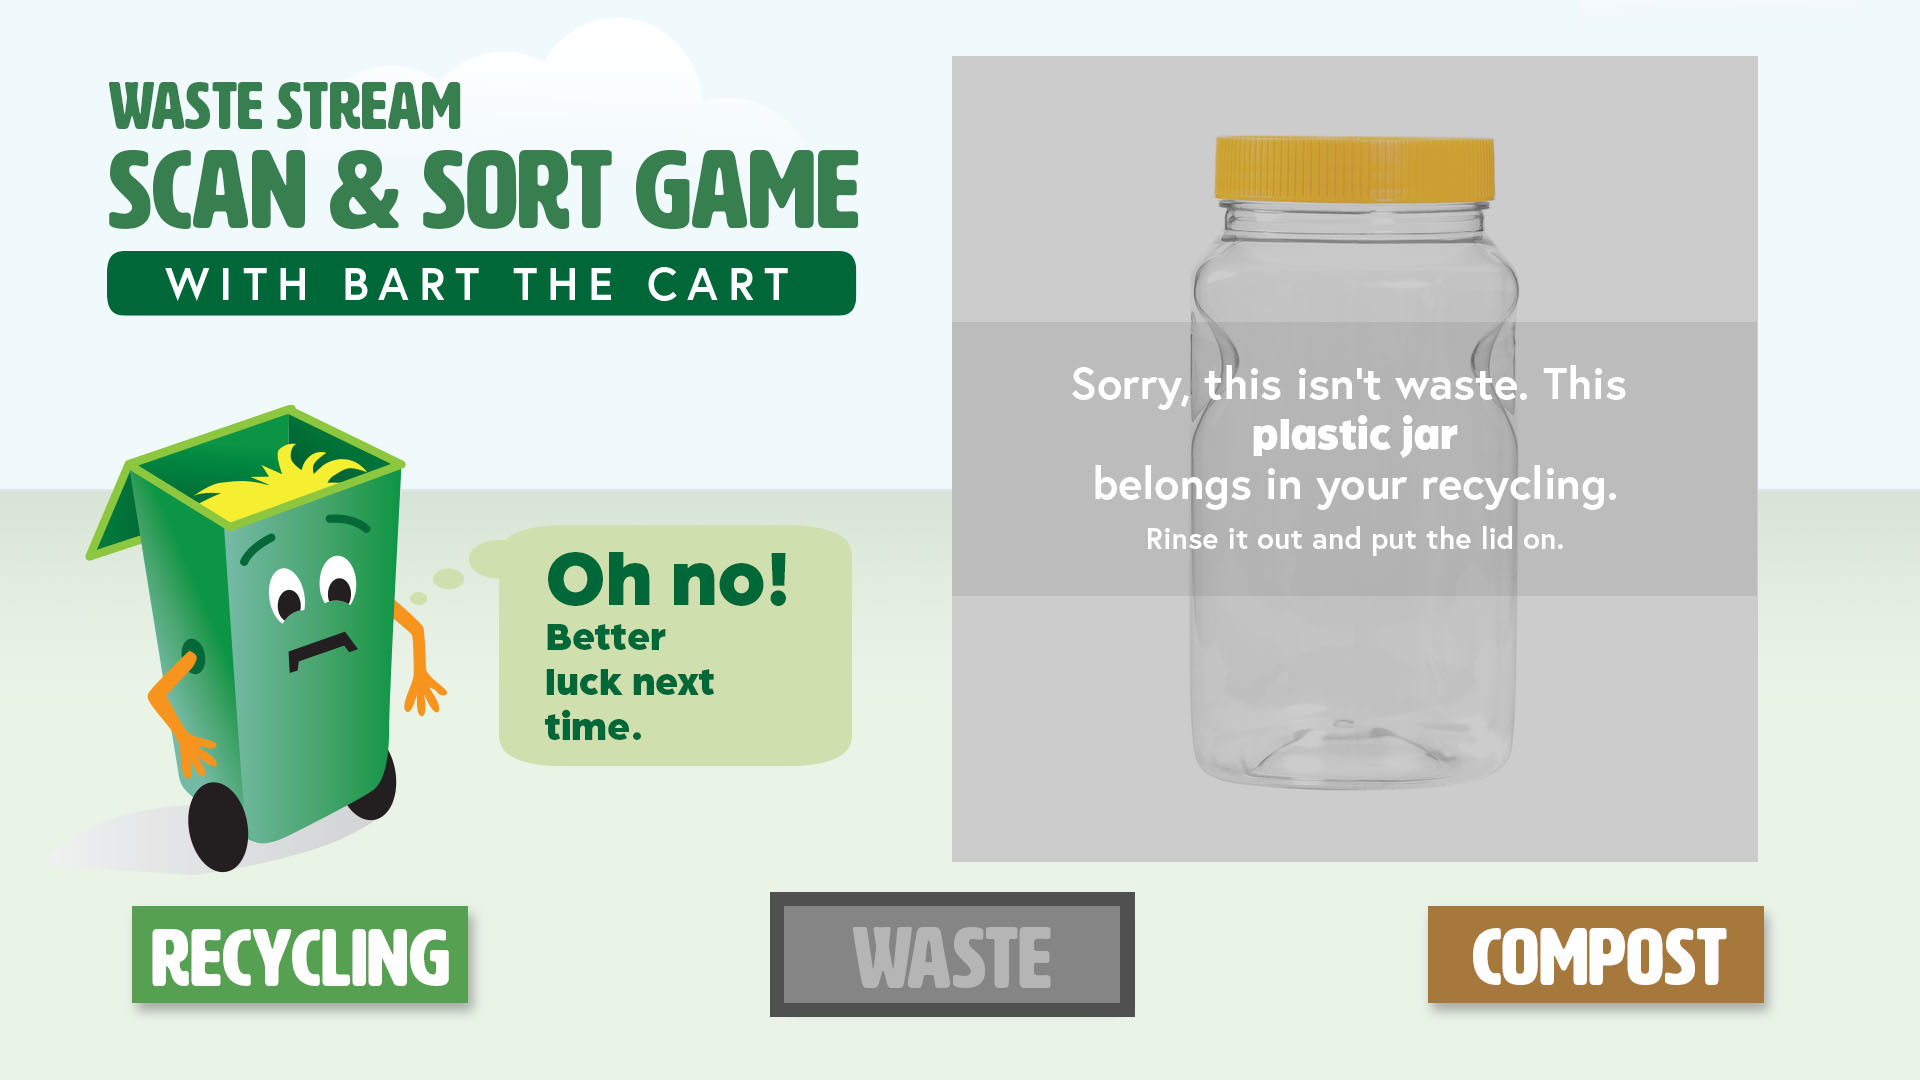 WASTE STREAM
SCAN & SORT GAME
WITH BART THE CART
Oh no!
Better
luck next
time.
Sorry, this isn't waste. This
plastic jar
belongs in your recycling.
Rinse it out and put the lid on.
RECYCLING
WASTE
COMPOST